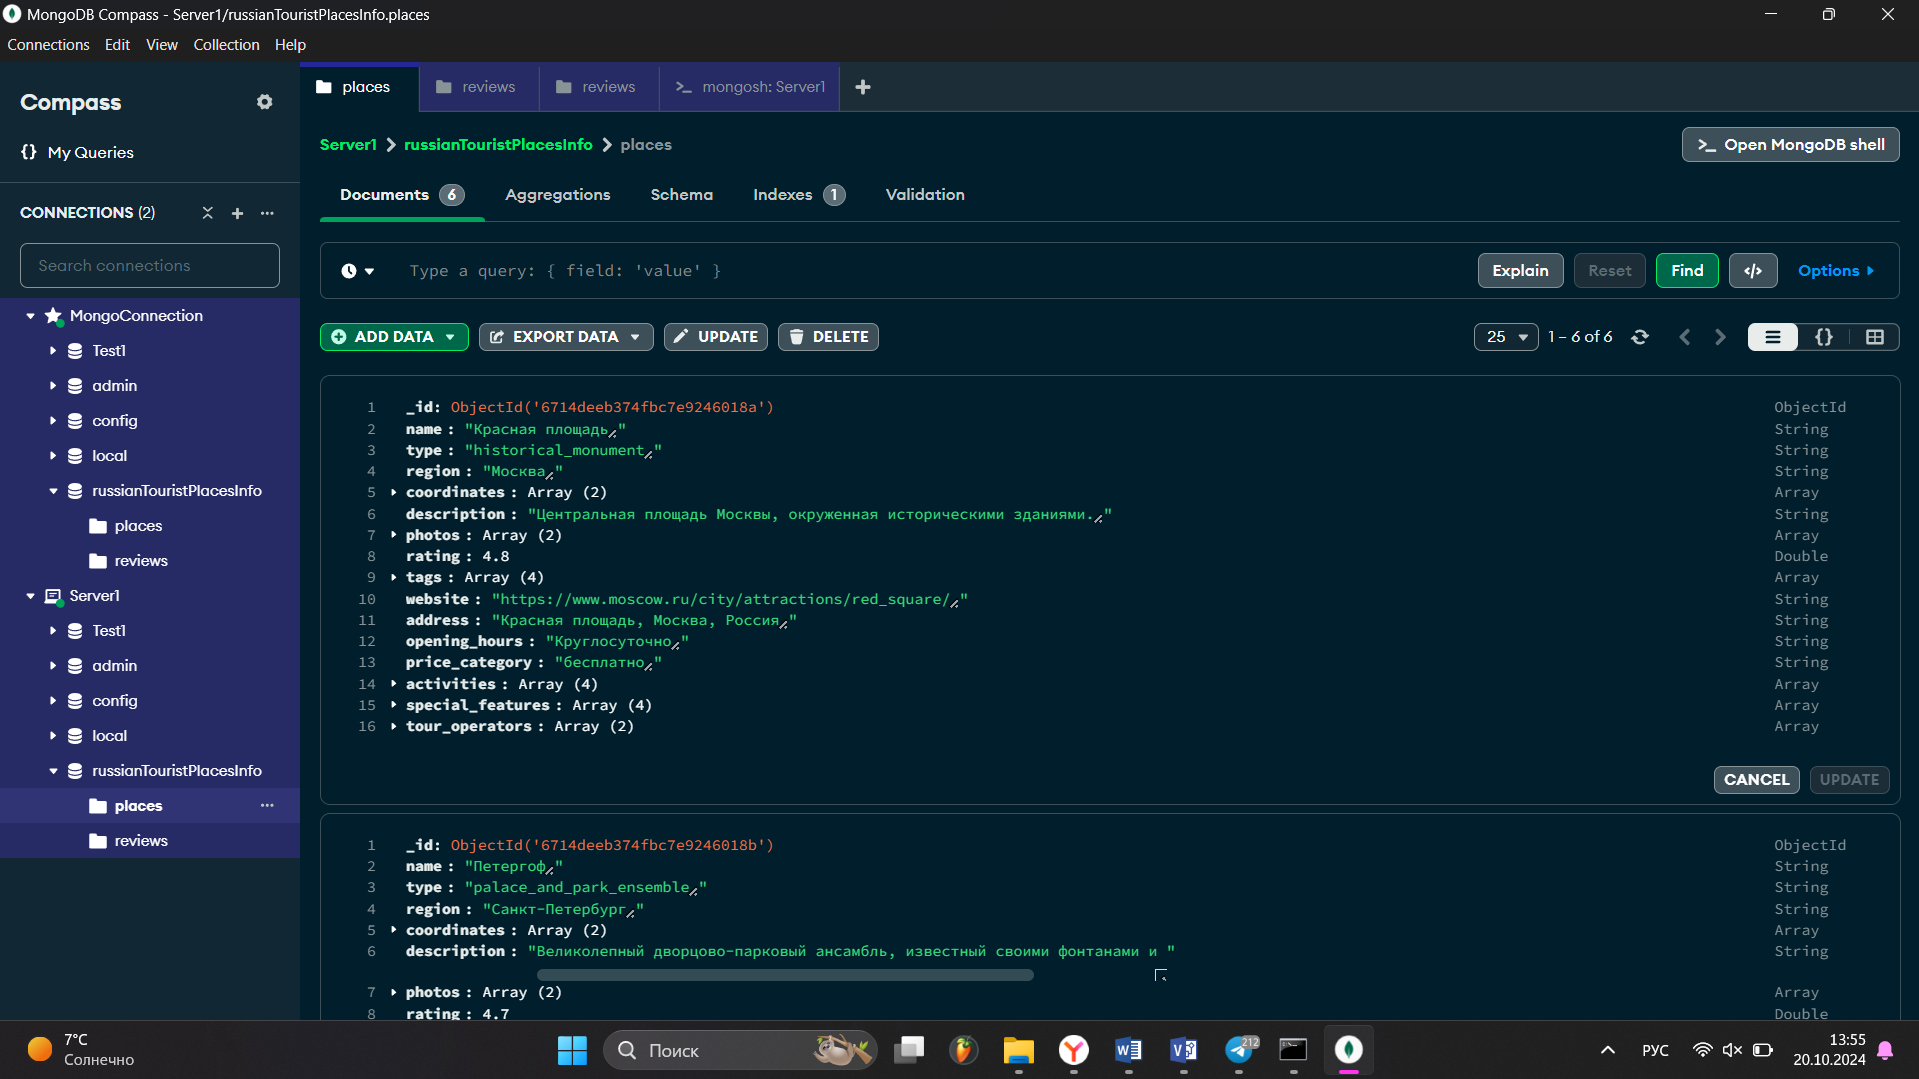 MongoDB Compass - Server1/russianTouristPlacesInfo.places
Connections Edit View Collection Help
Compass
{} My Queries
CONNECTIONS (2)
Search connections
MongoConnection
Test1
admin
config
local
russianTouristPlacesInfo
places
reviews
Server1
Test1
admin
config
local
russianTouristPlacesInfo
places
reviews
places reviews reviews >_ mongosh: Server1 +
Server1 > russianTouristPlacesInfo > places
>_ Open MongoDB shell
Documents 6 Aggregations Schema Indexes 1 Validation
Type a query: { field: 'value' }
Explain Reset Find </> Options
ADD DATA EXPORT DATA UPDATE DELETE
25 1 – 6 of 6 {}
1 _id: ObjectId('6714deeb374fbc7e9246018a') ObjectId
2 name : "Красная площадь" String
3 type : "historical_monument" String
4 region : "Москва" String
5 coordinates : Array (2) Array
6 description : "Центральная площадь Москвы, окруженная историческими зданиями." String
7 photos : Array (2) Array
8 rating : 4.8 Double
9 tags : Array (4) Array
10 website : "https://www.moscow.ru/city/attractions/red_square/" String
11 address : "Красная площадь, Москва, Россия" String
12 opening_hours : "Круглосуточно" String
13 price_category : "бесплатно" String
14 activities : Array (4) Array
15 special_features : Array (4) Array
16 tour_operators : Array (2) Array
CANCEL UPDATE
1 _id: ObjectId('6714deeb374fbc7e9246018b') ObjectId
2 name : "Петергоф" String
3 type : "palace_and_park_ensemble" String
4 region : "Санкт-Петербург" String
5 coordinates : Array (2) Array
6 description : "Великолепный дворцово-парковый ансамбль, известный своими фонтанами и " String
7 photos : Array (2) Array
8 rating : 4.7 Double
7°C
Солнечно
Поиск
212
РУС
13:55
20.10.2024